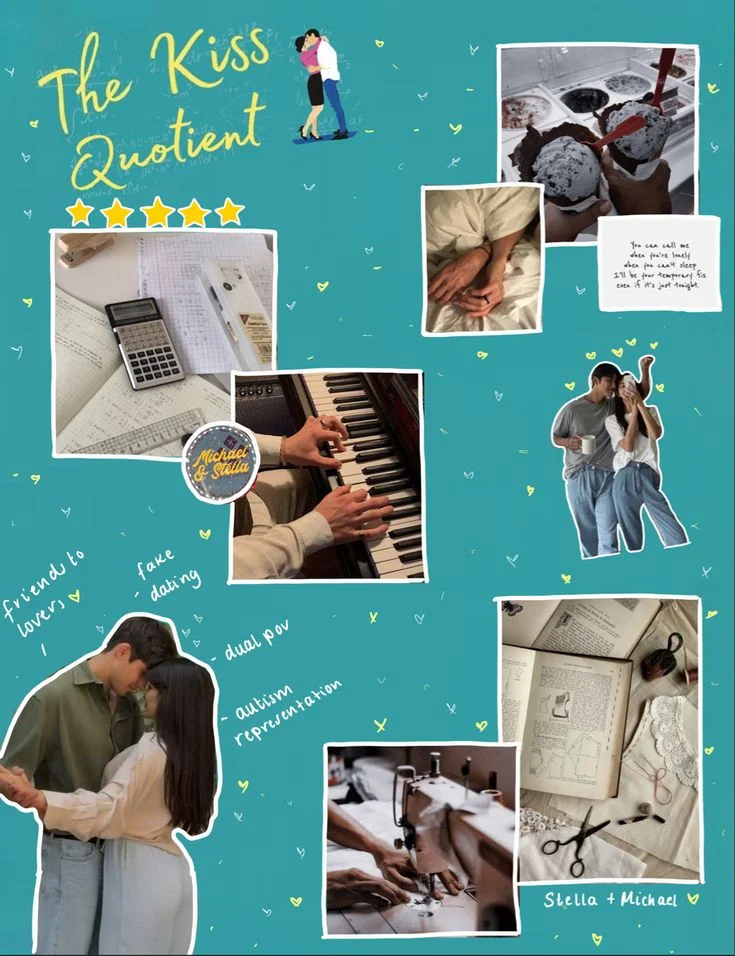 The Kiss
Quotient
You can call me
when you're lonely
when you can't sleep
I'll be your temporary fix
even if it's just tonight.
Michael
& Stella
friends to
lovers
fake
- dating
- dual pov
- autism
representation
Stella + Michael